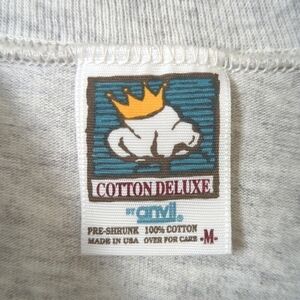 COTTON DELUXE
BY anvil®
PRE-SHRUNK 100% COTTON
MADE IN USA OVER FOR CARE -M-